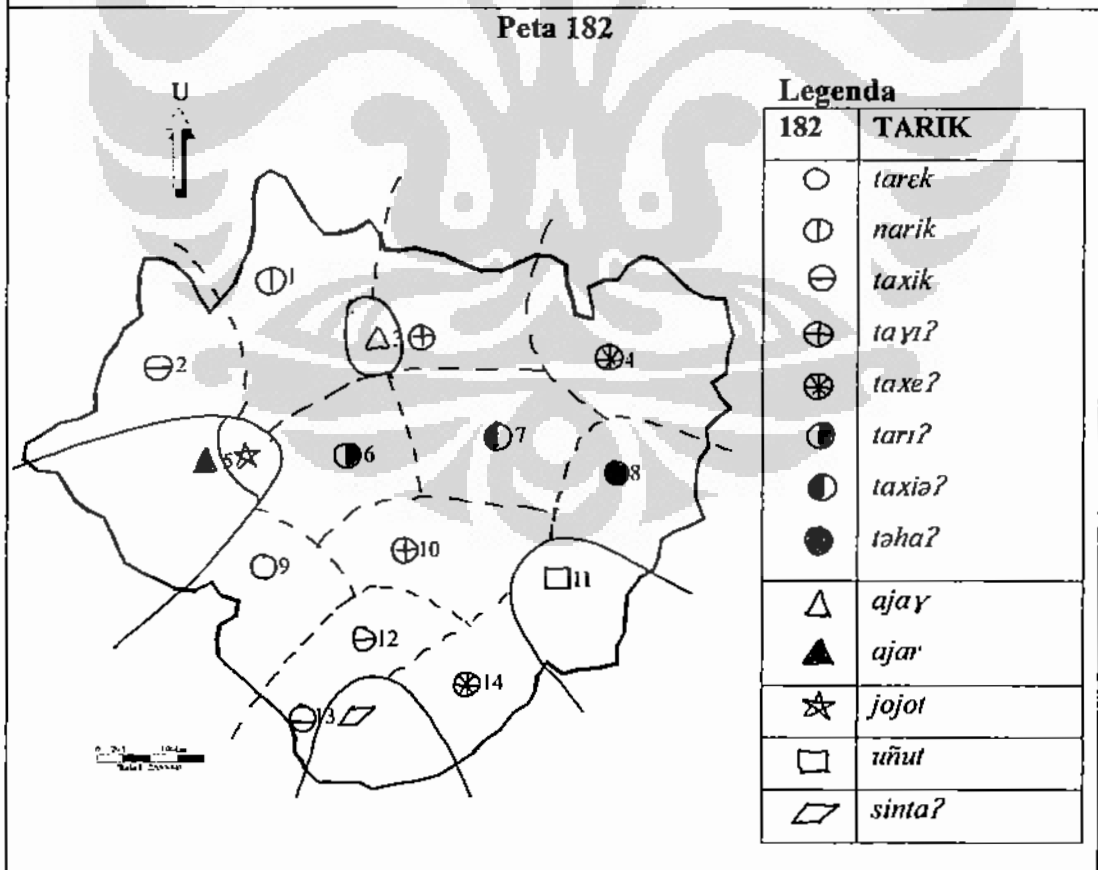 Peta 182
U
Legenda
182 TARIK
tarɛk
narik
taxik
taɣɪʔ
taxeʔ
tarɪʔ
taxiəʔ
təhaʔ
ajaɣ
ajar
jojot
uñut
sintaʔ
1
2
3
4
5
6
7
8
9
10
11
12
13
14